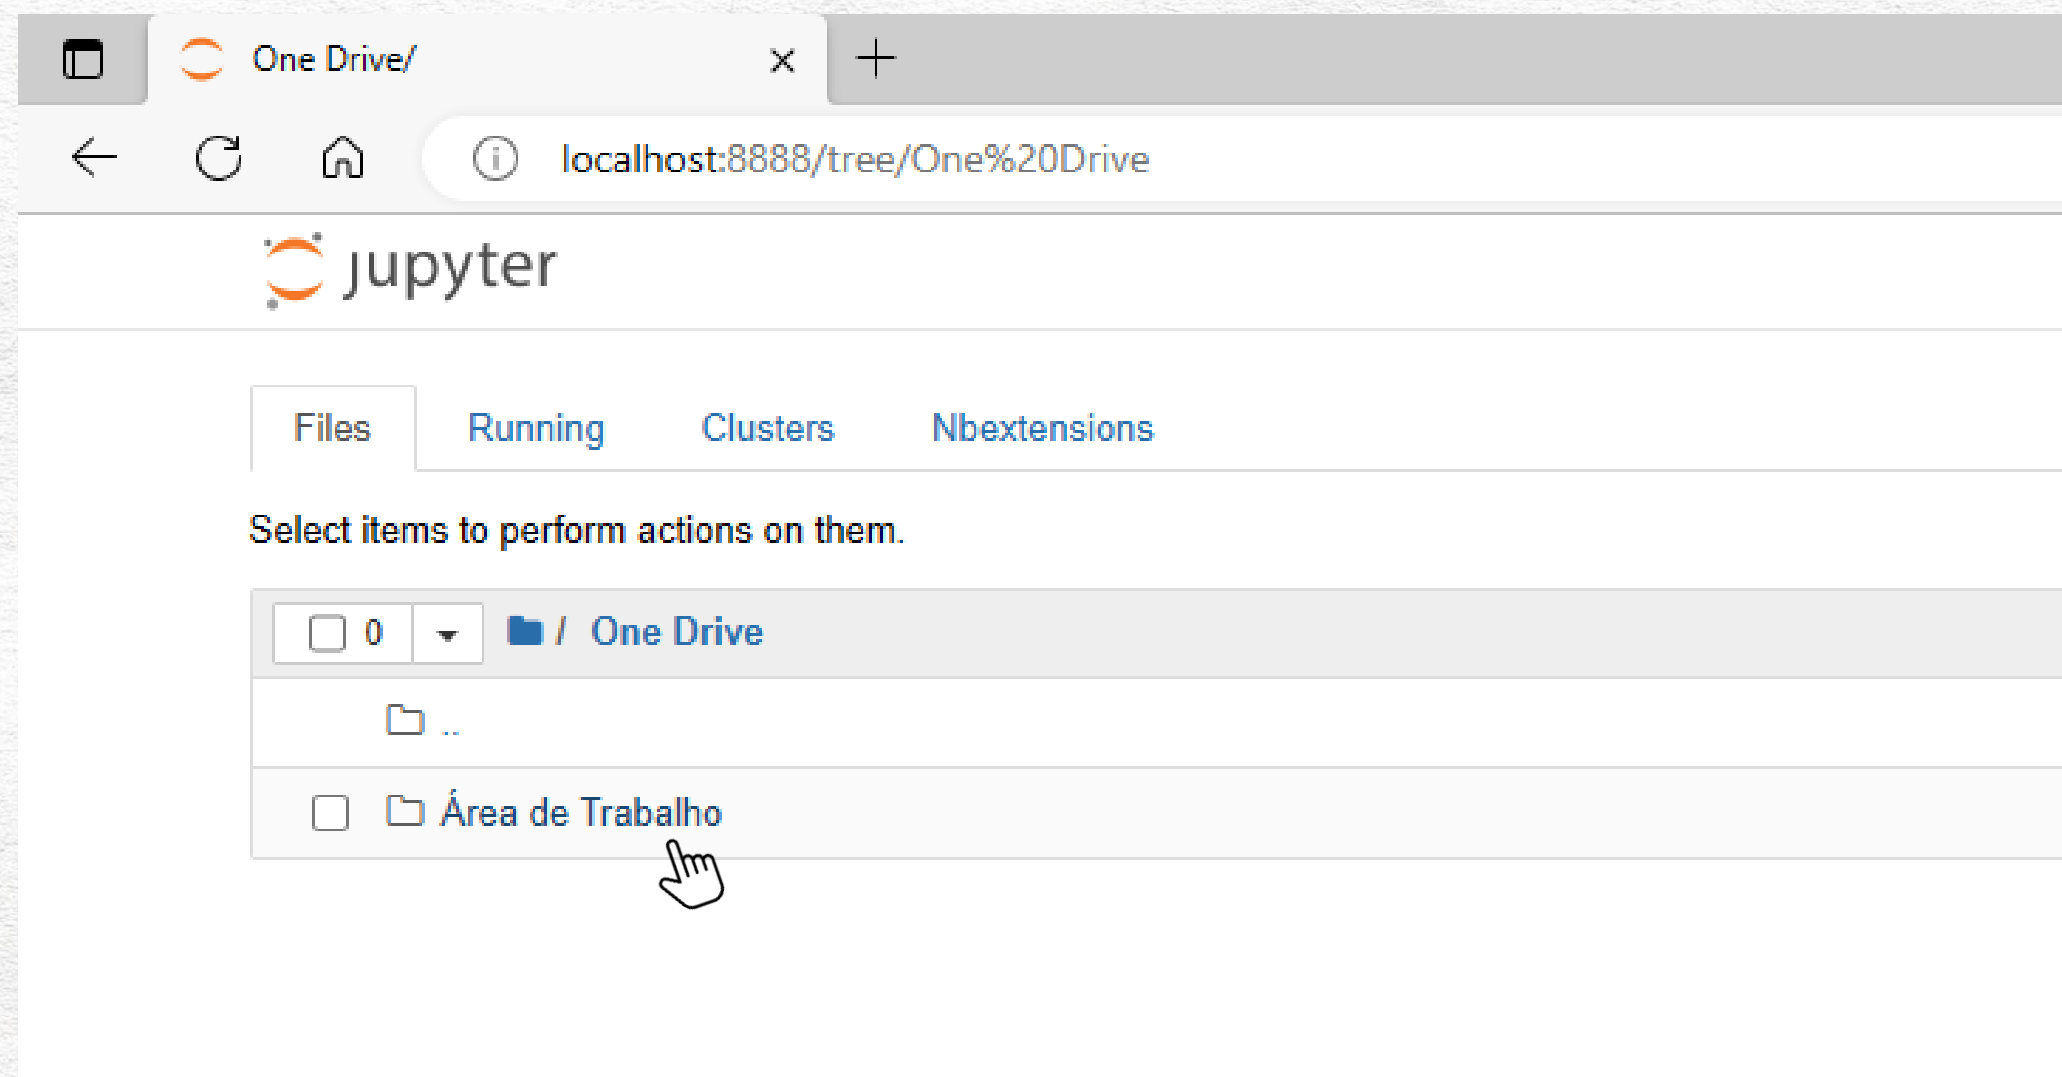 One Drive/
localhost:8888/tree/One%20Drive
jupyter
Files Running Clusters Nbextensions
Select items to perform actions on them.
0 / One Drive
..
Área de Trabalho